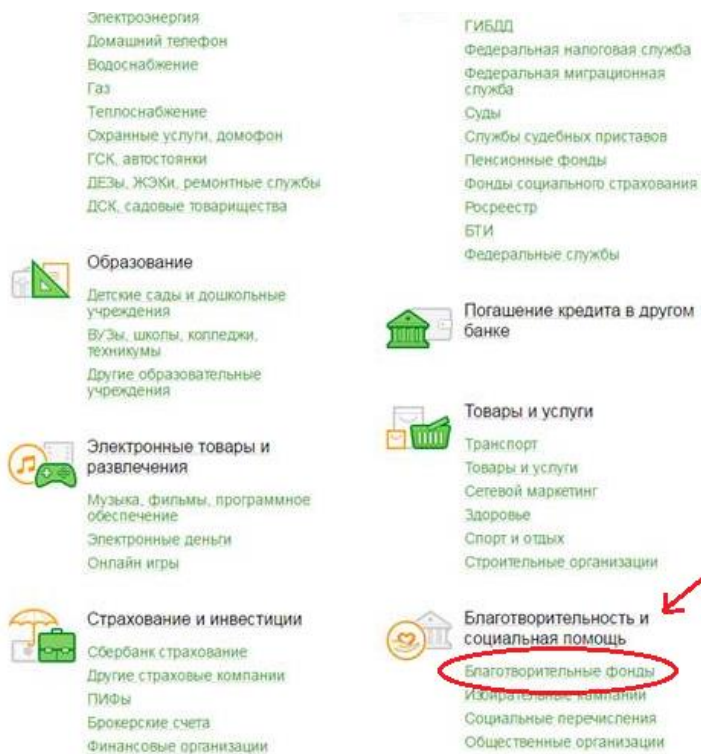 Электроэнергия
Домашний телефон
Водоснабжение
Газ
Теплоснабжение
Охранные услуги, домофон
ГСК, автостоянки
ДЕЗы, ЖЭКи, ремонтные службы
ДСК, садовые товарищества
Образование
Детские сады и дошкольные
учреждения
ВУЗы, школы, колледжи,
техникумы
Другие образовательные
учреждения
Электронные товары и
развлечения
Музыка, фильмы, программное
обеспечение
Электронные деньги
Онлайн игры
Страхование и инвестиции
Сбербанк страхование
Другие страховые компании
ПИФы
Брокерские счета
Финансовые организации
ГИБДД
Федеральная налоговая служба
Федеральная миграционная
служба
Суды
Службы судебных приставов
Пенсионные фонды
Фонды социального страхования
Росреестр
БТИ
Федеральные службы
Погашение кредита в другом
банке
Товары и услуги
Транспорт
Товары и услуги
Сетевой маркетинг
Здоровье
Спорт и отдых
Строительные организации
Благотворительность и
социальная помощь
Благотворительные фонды
Избирательные кампании
Социальные перечисления
Общественные организации